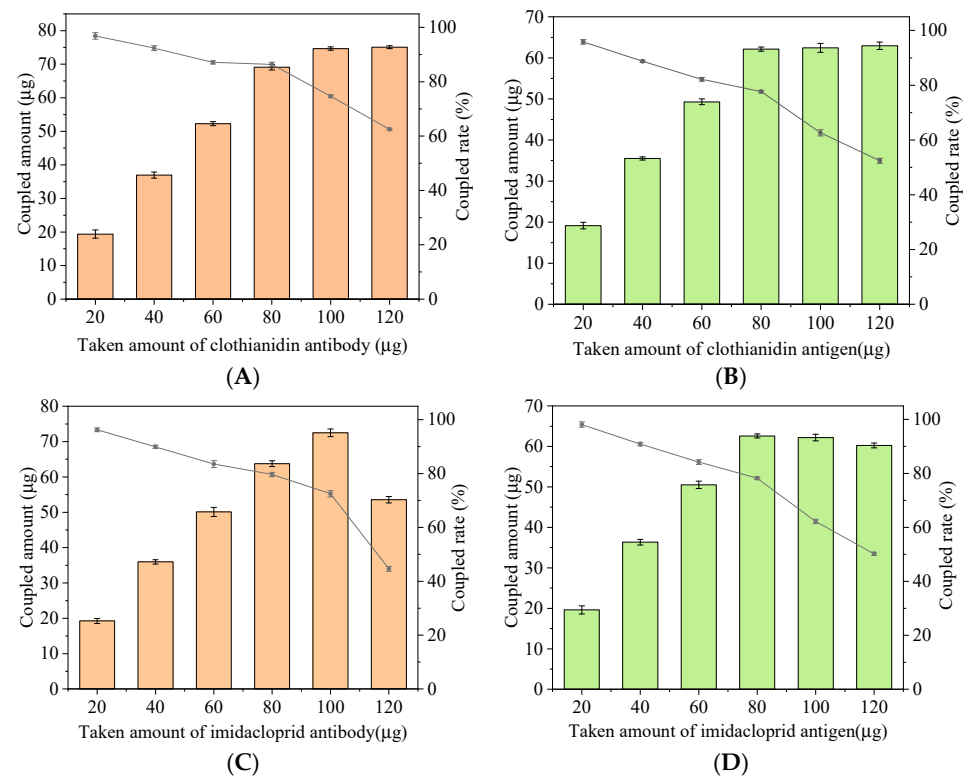 80
70
60
50
40
30
20
10
0
Coupled amount (μg)
100
80
60
40
20
0
Coupled rate (%)
20 40 60 80 100 120
Taken amount of clothianidin antibody (μg)
(A)
70
60
50
40
30
20
10
0
Coupled amount (μg
100
80
60
40
20
0
Coupled rate (%)
20 40 60 80 100 120
Taken amount of clothianidin antigen(μg)
(B)
80
70
60
50
40
30
20
10
0
Coupled amount (μg
100
80
60
40
20
0
Coupled rate (%)
20 40 60 80 100 120
Taken amount of imidacloprid antibody(μg)
(C)
70
60
50
40
30
20
10
0
Coupled amount (μg
100
80
60
40
20
0
Coupled rate (%)
20 40 60 80 100 120
Taken amount of imidacloprid antigen(μg)
(D)